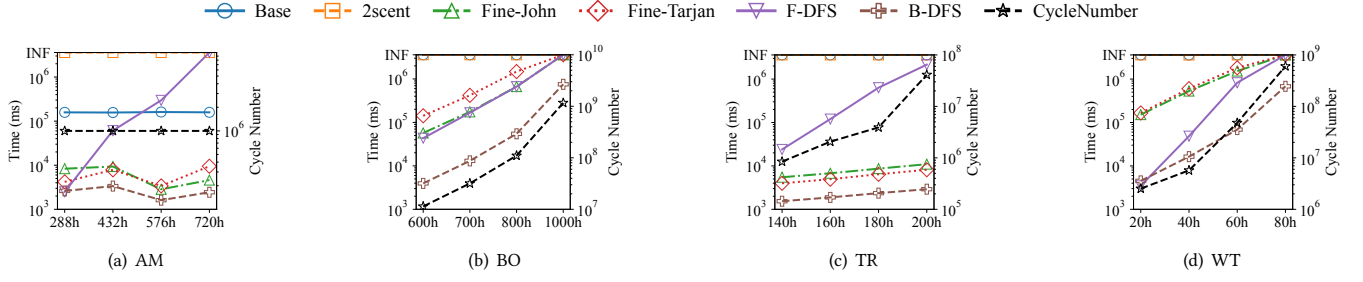 Base 2scent Fine-John Fine-Tarjan F-DFS B-DFS CycleNumber
INF
10^6
10^5
10^4
10^3
Time (ms)
288h 432h 576h 720h
10^6
Cycle Number
(a) AM
INF
10^6
10^5
10^4
10^3
Time (ms)
600h 700h 800h 1000h
10^10
10^9
10^8
10^7
Cycle Number
(b) BO
INF
10^6
10^5
10^4
10^3
Time (ms)
140h 160h 180h 200h
10^8
10^7
10^6
10^5
Cycle Number
(c) TR
INF
10^6
10^5
10^4
10^3
Time (ms)
20h 40h 60h 80h
10^9
10^8
10^7
10^6
Cycle Number
(d) WT